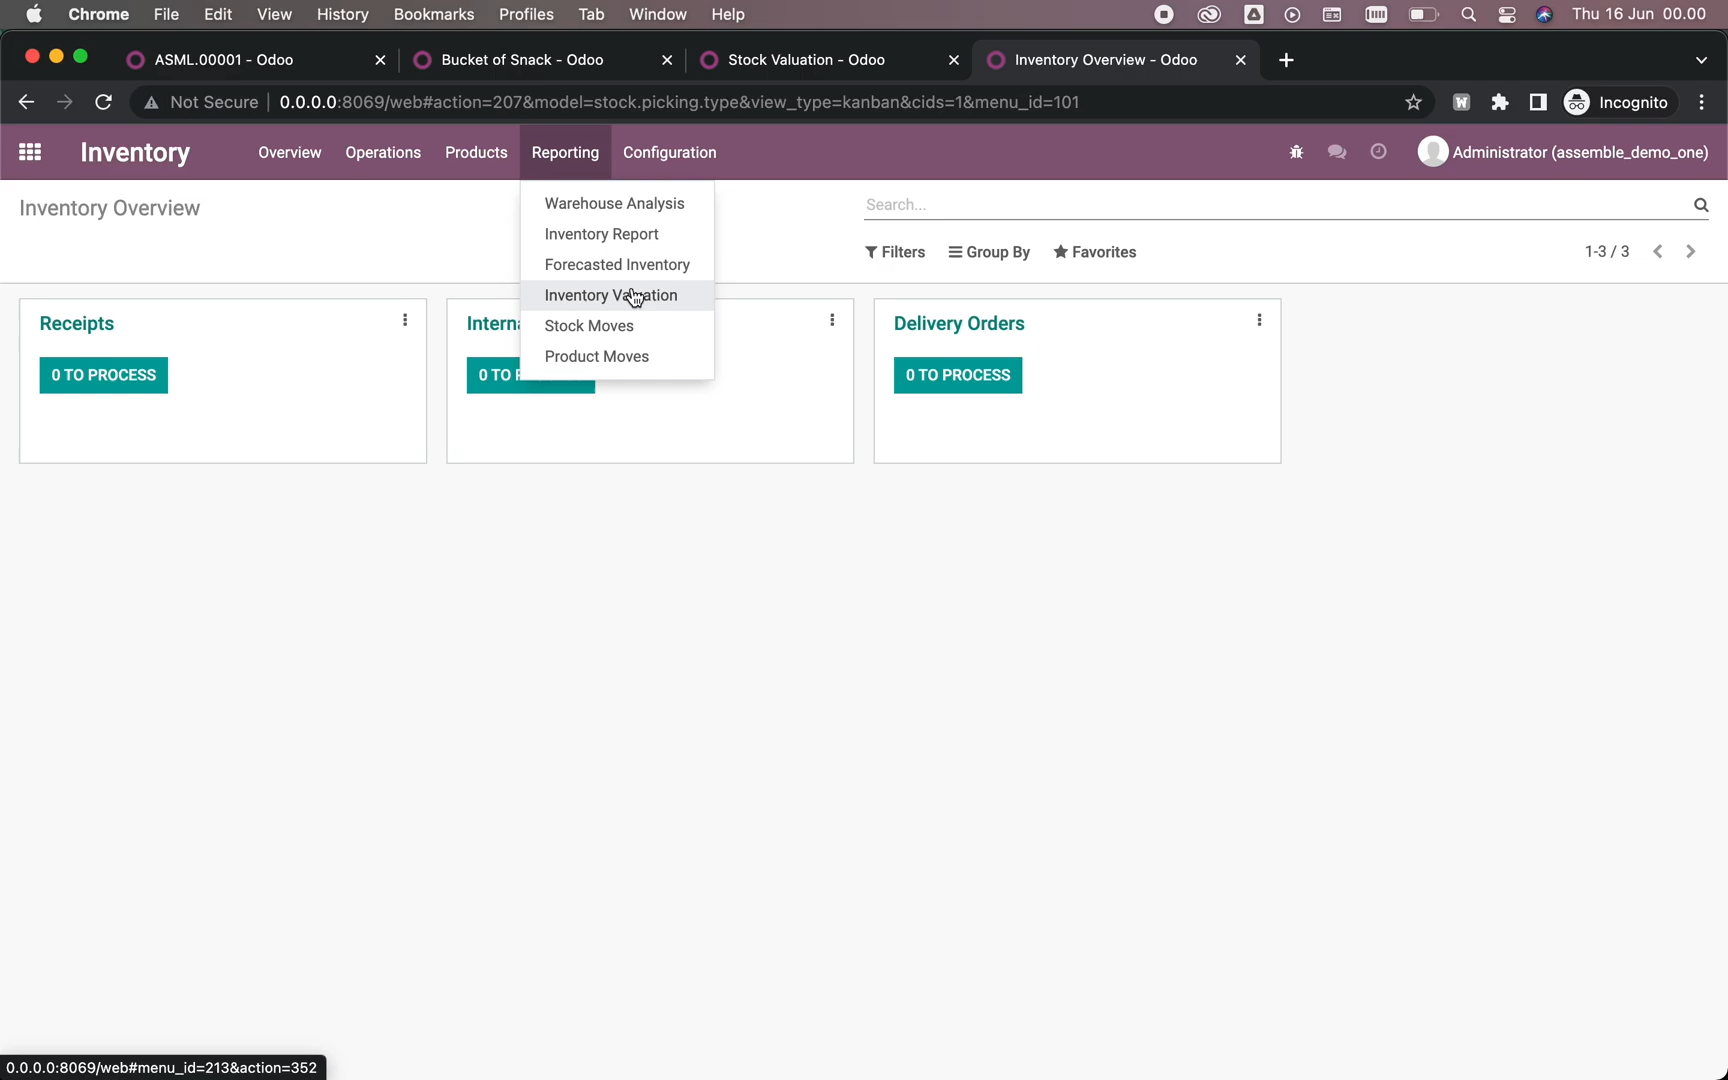 Chrome File Edit View History Bookmarks Profiles Tab Window Help Thu 16 Jun 00.00
ASML.00001 - Odoo Bucket of Snack - Odoo Stock Valuation - Odoo Inventory Overview - Odoo
Not Secure 0.0.0.0:8069/web#action=207&model=stock.picking.type&view_type=kanban&cids=1&menu_id=101 Incognito
Inventory Overview Operations Products Reporting Configuration Administrator (assemble_demo_one)
Inventory Overview
Search...
Filters Group By Favorites 1-3 / 3
Warehouse Analysis
Inventory Report
Forecasted Inventory
Inventory
Stock Moves
Product Moves
Receipts
0 TO PROCESS
0 TO
Delivery Orders
0 TO PROCESS
0.0.0.0:8069/web#menu_id=213&action=352